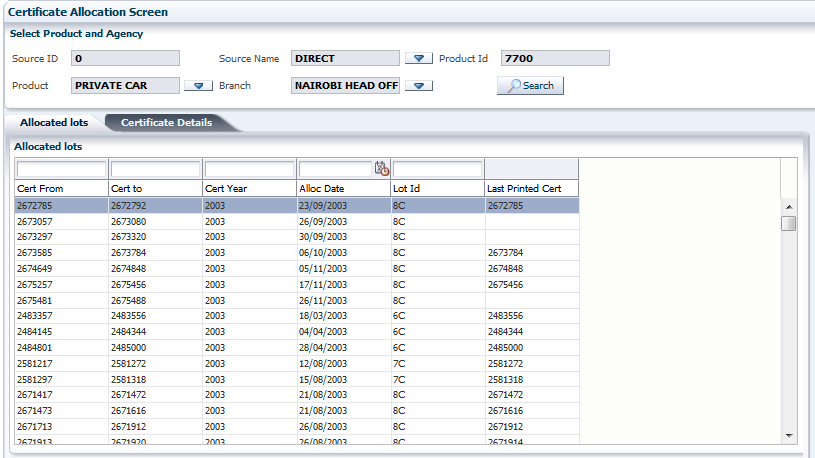 Certificate Allocation Screen
Select Product and Agency
Source ID 0 Source Name DIRECT Product Id 7700
Product PRIVATE CAR Branch NAIROBI HEAD OFF Search
Allocated lots Certificate Details
Allocated lots
Cert From Cert to Cert Year Alloc Date Lot Id Last Printed Cert
2672785 2672792 2003 23/09/2003 8C 2672785
2673057 2673080 2003 26/09/2003 8C
2673297 2673320 2003 30/09/2003 8C
2673585 2673784 2003 06/10/2003 8C 2673784
2674649 2674848 2003 05/11/2003 8C 2674848
2675257 2675456 2003 17/11/2003 8C 2675456
2675481 2675488 2003 26/11/2003 8C
2483357 2483556 2003 18/03/2003 6C 2483556
2484145 2484344 2003 04/04/2003 6C 2484344
2484801 2485000 2003 28/04/2003 6C 2485000
2581217 2581272 2003 12/08/2003 7C 2581272
2581297 2581318 2003 15/08/2003 7C 2581318
2671417 2671472 2003 21/08/2003 8C 2671472
2671473 2671616 2003 21/08/2003 8C 2671616
2671713 2671912 2003 26/08/2003 8C 2671912
2671913 2671920 2003 26/08/2003 8C 2671914